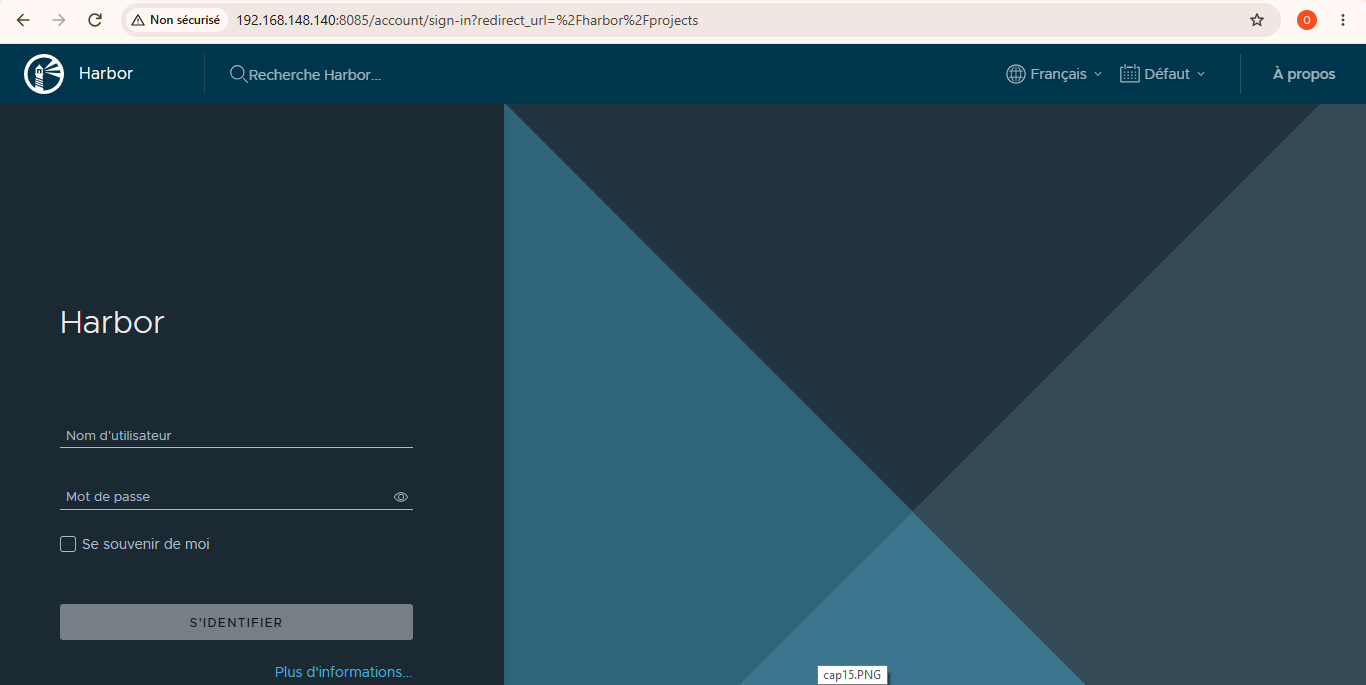 Non sécurisé 192.168.148.140:8085/account/sign-in?redirect_url=%2Fharbor%2Fprojects O
Harbor Recherche Harbor... Français Défaut À propos
Harbor
Nom d'utilisateur
Mot de passe
Se souvenir de moi
S'IDENTIFIER
Plus d'informations...
cap15.PNG